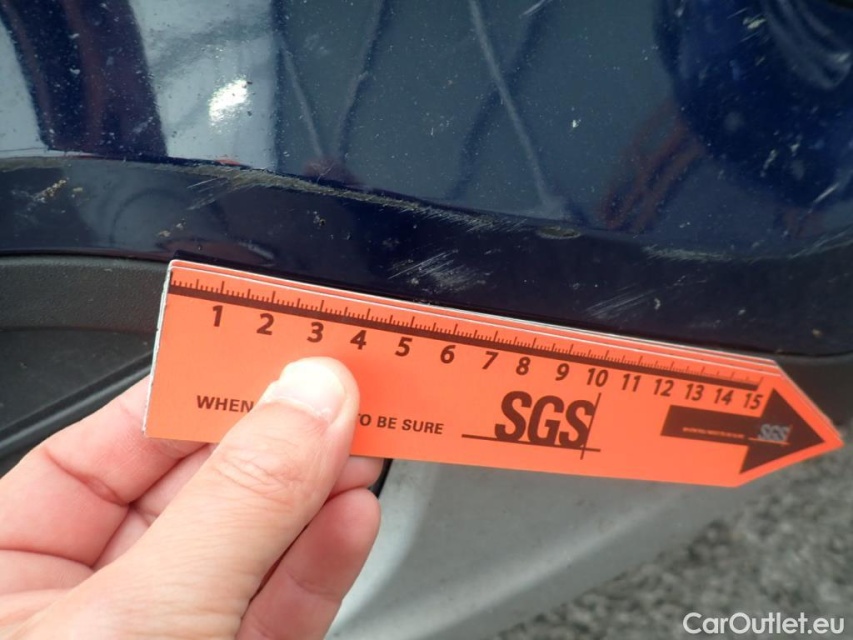 1 2 3 4 5 6 7 8 9 10 11 12 13 14 15
WHEN TO BE SURE
SGS
SGS
CarOutlet.eu